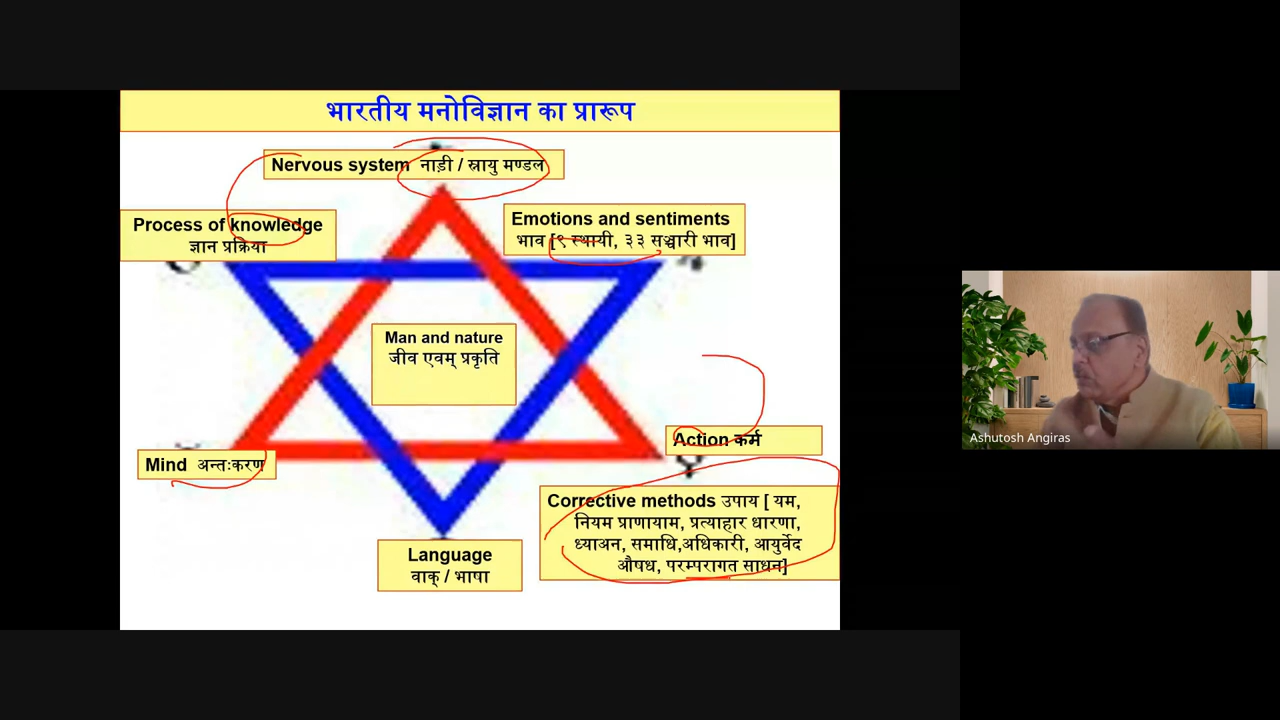 भारतीय मनोविज्ञान का प्रारूप
Nervous system नाड़ी / स्नायु मण्डल
Process of knowledge
ज्ञान प्रक्रिया
Emotions and sentiments
भाव [९ स्थायी, ३३ सञ्चारी भाव]
Man and nature
जीव एवम् प्रकृति
Action कर्म
Mind अन्तःकरण
Corrective methods उपाय [ यम,
नियम प्राणायाम, प्रत्याहार धारणा,
ध्याअन, समाधि,अधिकारी, आयुर्वेद
औषध, परम्परागत साधन]
Language
वाक् / भाषा
Ashutosh Angiras